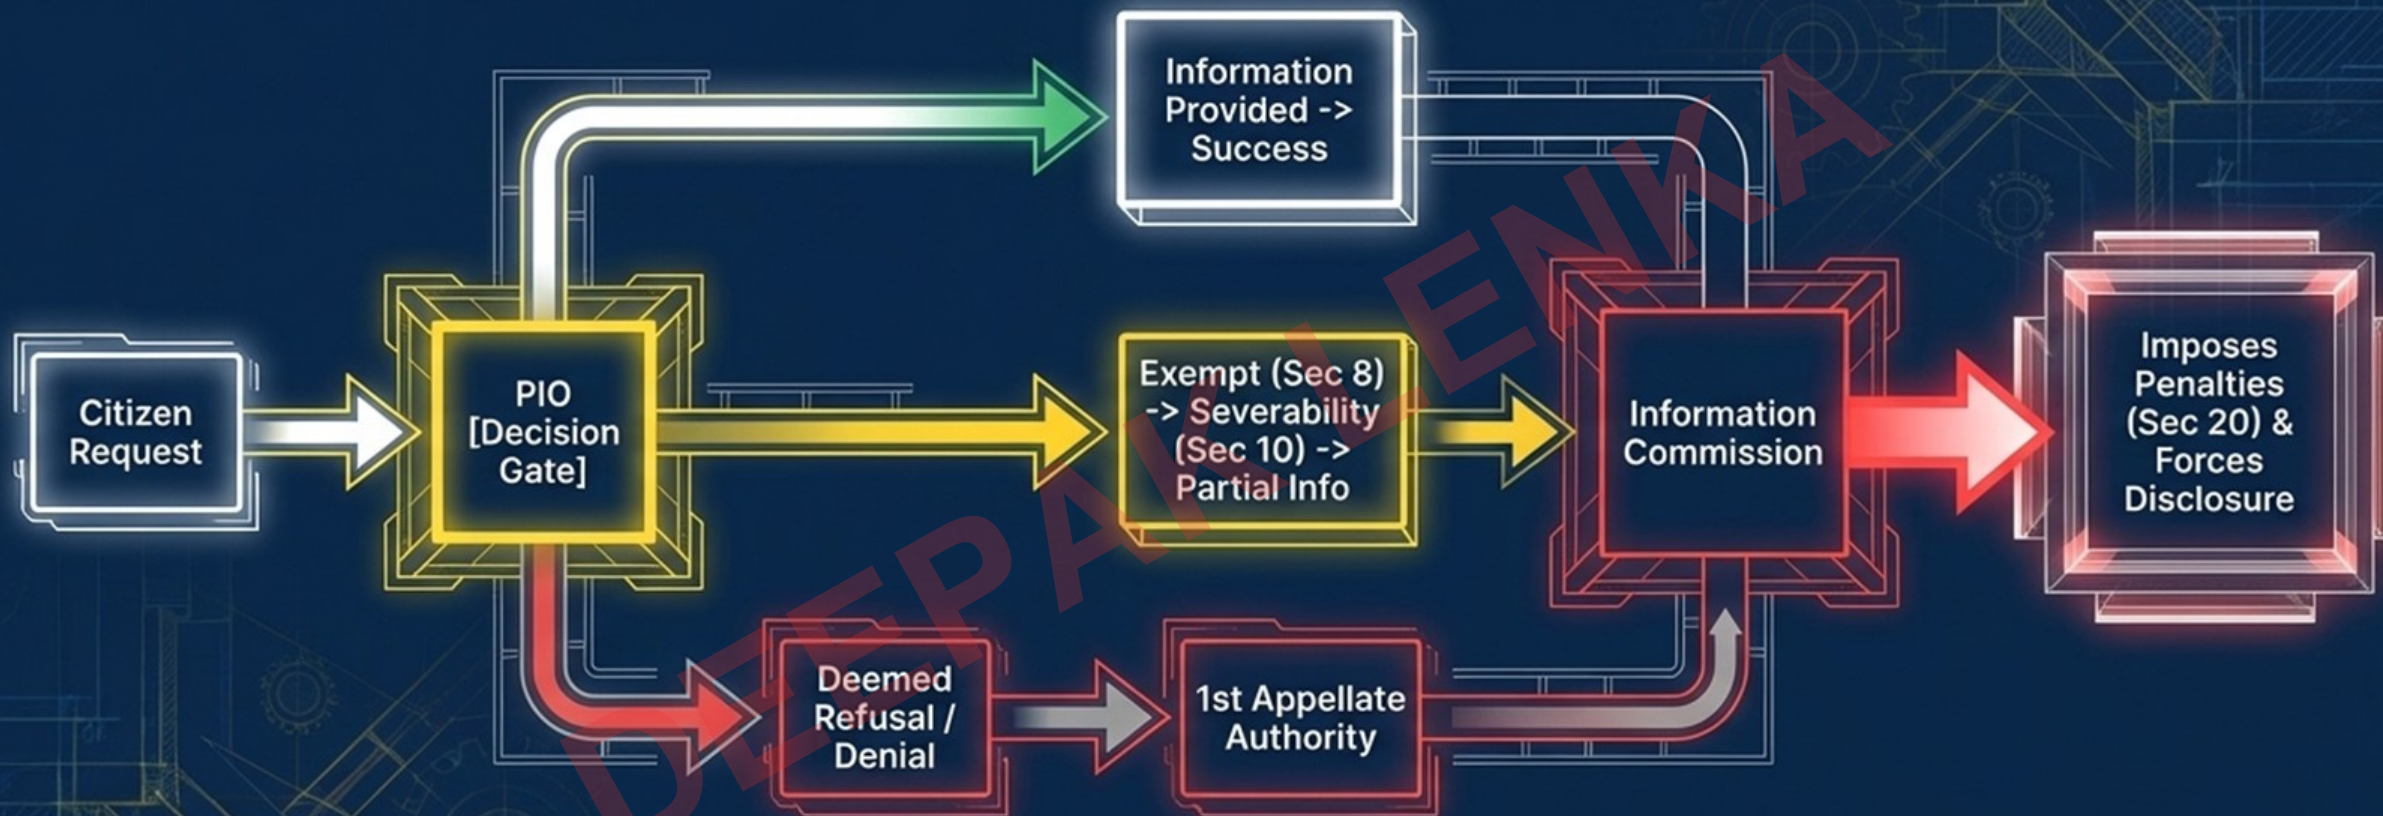 Citizen
Request
PIO
[Decision
Gate]
Information
Provided ->
Success
Exempt (Sec 8)
-> Severability
(Sec 10) ->
Partial Info
Deemed
Refusal /
Denial
1st Appellate
Authority
Information
Commission
Imposes
Penalties
(Sec 20) &
Forces
Disclosure
DEEPAK LENKA